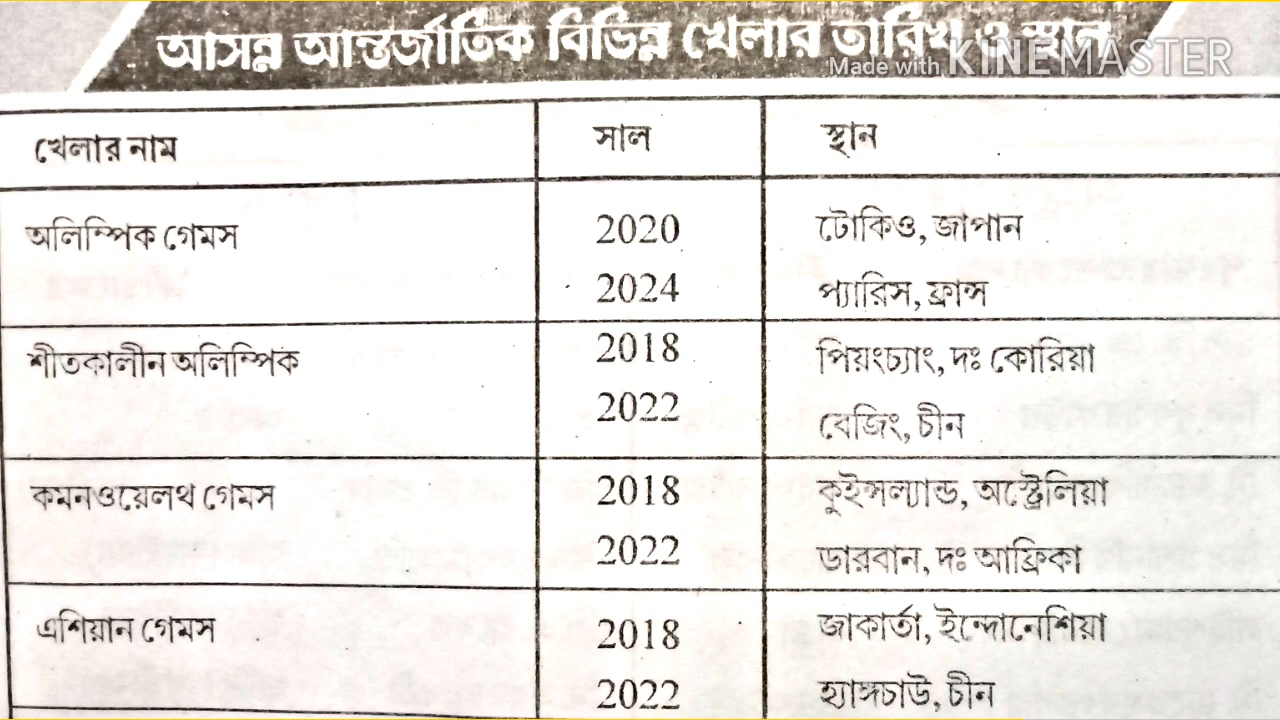 আসন্ন আন্তর্জাতিক বিভিন্ন খেলার তারিখ ও স্থান
Made with KINEMASTER
খেলার নাম সাল স্থান
অলিম্পিক গেমস 2020 টোকিও, জাপান
2024 প্যারিস, ফ্রান্স
শীতকালীন অলিম্পিক 2018 পিয়ংচ্যাং, দঃ কোরিয়া
2022 বেজিং, চীন
কমনওয়েলথ গেমস 2018 কুইন্সল্যান্ড, অস্ট্রেলিয়া
2022 ডারবান, দঃ আফ্রিকা
এশিয়ান গেমস 2018 জাকার্তা, ইন্দোনেশিয়া
2022 হ্যাঙ্গচাউ, চীন